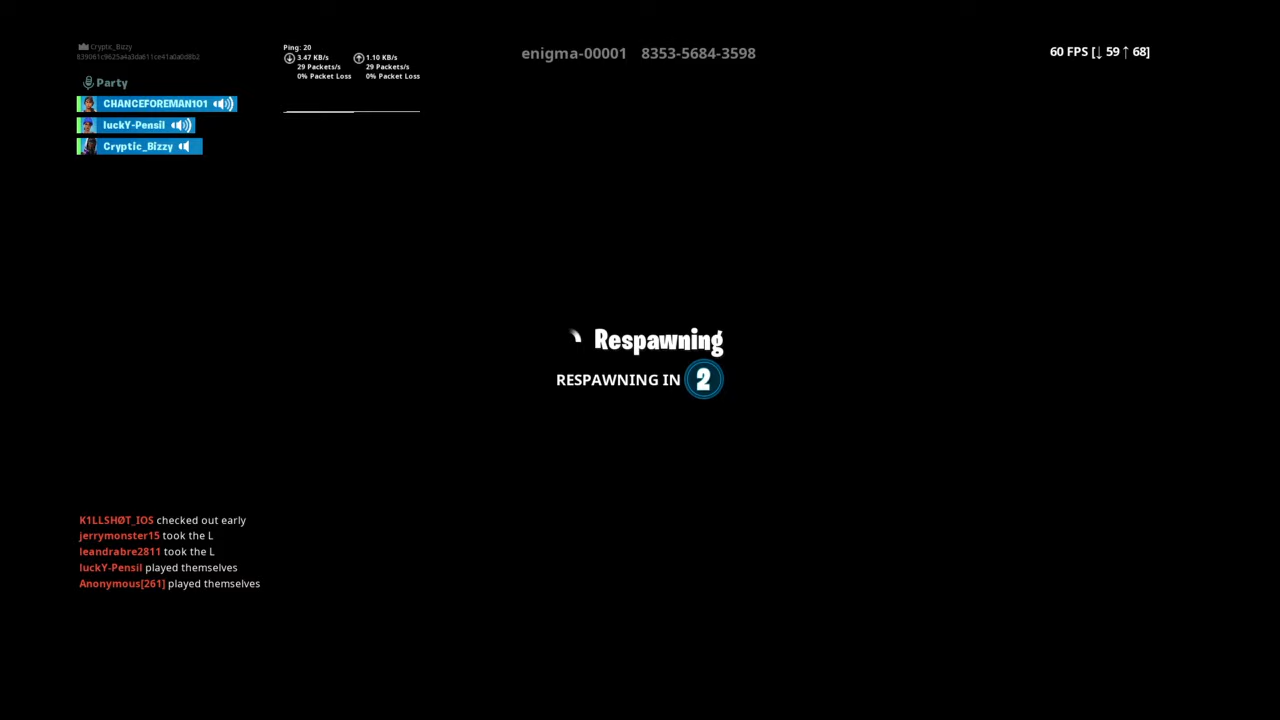 Cryptic_Bizzy
Party
CHANCEFOREMAN101
luckY-Pensil
Cryptic_Bizzy
Ping: 20
3.47 KB/s 1.10 KB/s
29 Packets/s 29 Packets/s
0% Packet Loss 0% Packet Loss
enigma-00001 8353-5684-3598
60 FPS [↓ 59 ↑ 68]
Respawning
RESPAWNING IN 2
K1LLSHØT_IOS checked out early
jerrymonster15 took the L
leandrabre2811 took the L
luckY-Pensil played themselves
Anonymous[261] played themselves